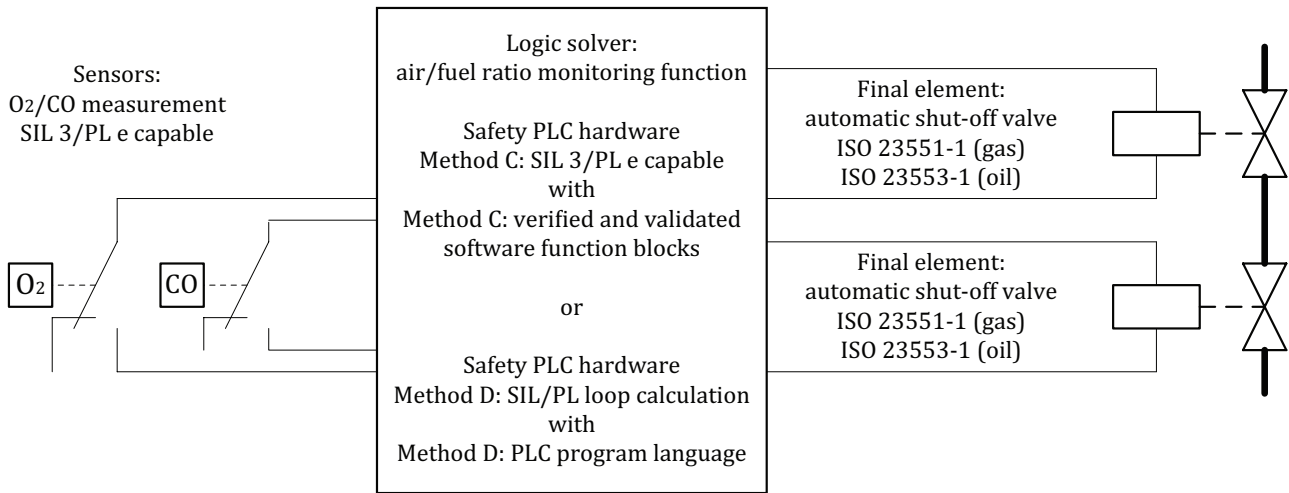 Sensors:
O2/CO measurement
SIL 3/PL e capable
O2
CO
Logic solver:
air/fuel ratio monitoring function
Safety PLC hardware
Method C: SIL 3/PL e capable
with
Method C: verified and validated
software function blocks
or
Safety PLC hardware
Method D: SIL/PL loop calculation
with
Method D: PLC program language
Final element:
automatic shut-off valve
ISO 23551-1 (gas)
ISO 23553-1 (oil)
Final element:
automatic shut-off valve
ISO 23551-1 (gas)
ISO 23553-1 (oil)